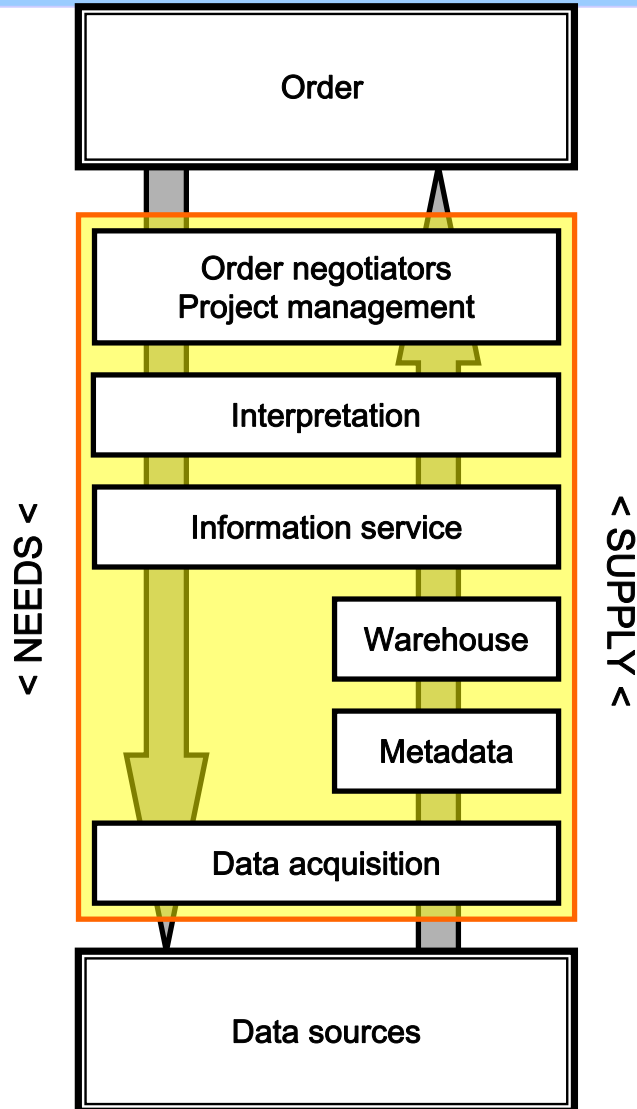 Order
Order negotiators
Project management
Interpretation
Information service
< NEEDS <
< SUPPLY <
Warehouse
Metadata
Data acquisition
Data sources